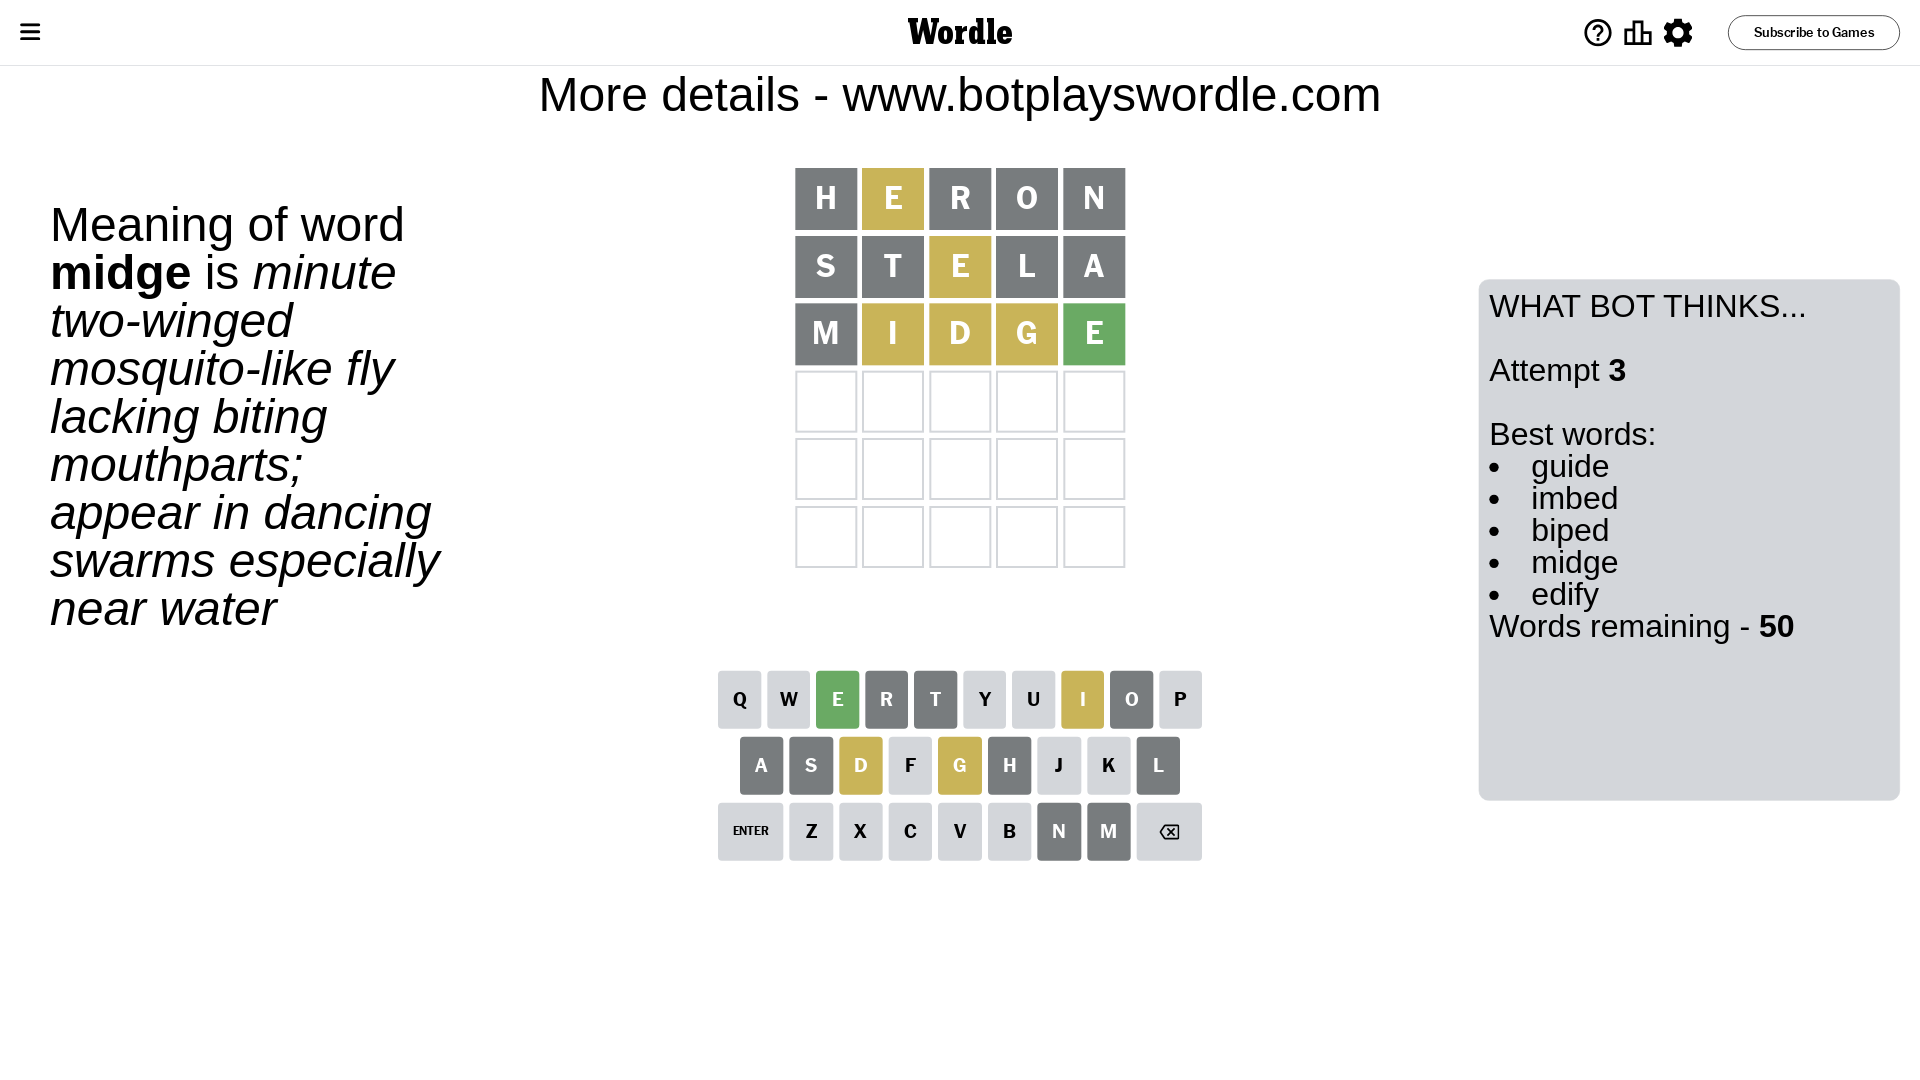 Wordle
Subscribe to Games
More details - www.botplayswordle.com
Meaning of word
midge is minute
two-winged
mosquito-like fly
lacking biting
mouthparts;
appear in dancing
swarms especially
near water
H E R O N
S T E L A
M I D G E
WHAT BOT THINKS...
Attempt 3
Best words:
• guide
• imbed
• biped
• midge
• edify
Words remaining - 50
Q W E R T Y U I O P
A S D F G H J K L
ENTER Z X C V B N M